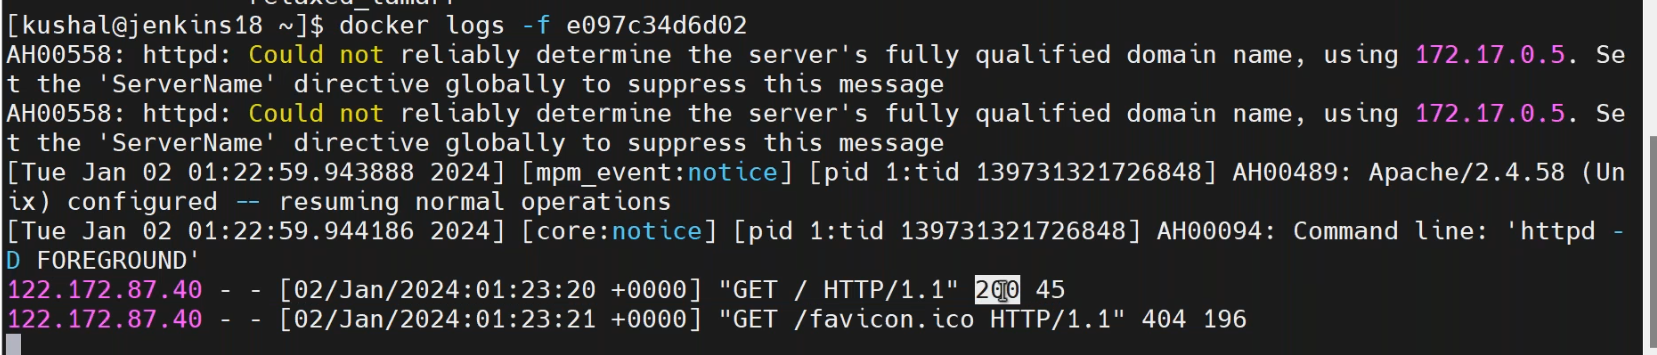 [kushal@jenkins18 ~]$ docker logs -f e097c34d6d02
AH00558: httpd: Could not reliably determine the server's fully qualified domain name, using 172.17.0.5. Se
t the 'ServerName' directive globally to suppress this message
AH00558: httpd: Could not reliably determine the server's fully qualified domain name, using 172.17.0.5. Se
t the 'ServerName' directive globally to suppress this message
[Tue Jan 02 01:22:59.943888 2024] [mpm_event:notice] [pid 1:tid 139731321726848] AH00489: Apache/2.4.58 (Un
ix) configured -- resuming normal operations
[Tue Jan 02 01:22:59.944186 2024] [core:notice] [pid 1:tid 139731321726848] AH00094: Command line: 'httpd -
D FOREGROUND'
122.172.87.40 - - [02/Jan/2024:01:23:20 +0000] "GET / HTTP/1.1" 200 45
122.172.87.40 - - [02/Jan/2024:01:23:21 +0000] "GET /favicon.ico HTTP/1.1" 404 196